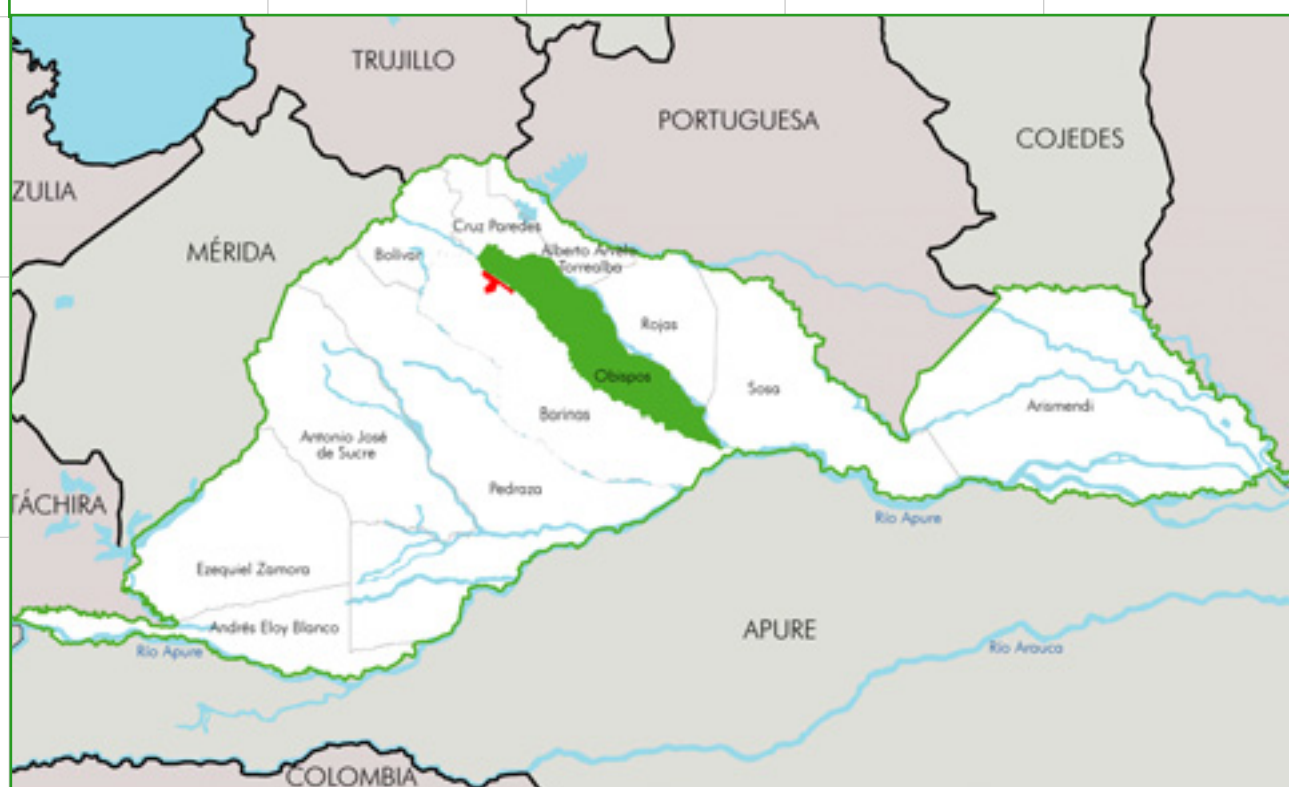 TRUJILLO
PORTUGUESA
COJEDES
ZULIA
MÉRIDA
Cruz Paredes
Bolívar
Alberto Arvelo
Torrealba
Rojas
Obispos
Sosa
Barinas
Arismendi
Antonio José
de Sucre
Pedraza
TÁCHIRA
Río Apure
Ezequiel Zamora
Andrés Eloy Blanco
APURE
Río Apure
Río Arauca
COLOMBIA